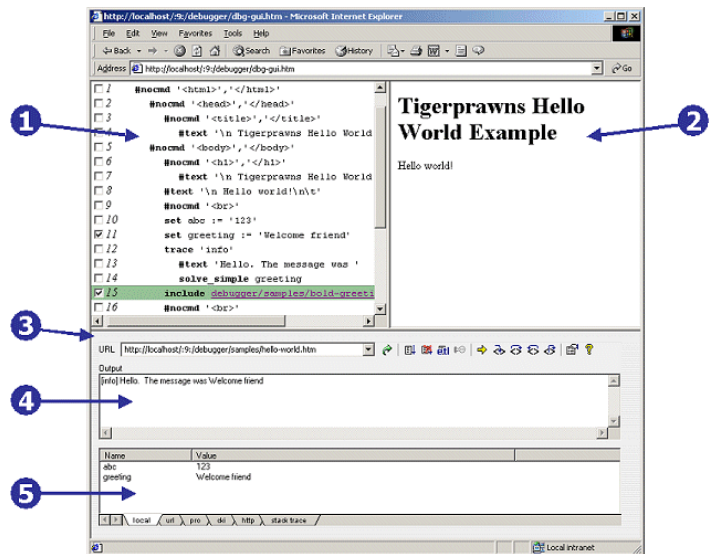 http://localhost/:9:/debugger/dbg-gui.htm - Microsoft Internet Explorer
File Edit View Favorites Tools Help
Back Search Favorites History
Address http://localhost/:9:/debugger/dbg-gui.htm Go
1 #nocmd '<html>','</html>'
2 #nocmd '<head>','</head>'
3 #nocmd '<title>','</title>'
4 #text '\n Tigerprawns Hello World
5 #nocmd '<body>','</body>'
6 #nocmd '<h1>','</h1>'
7 #text '\n Tigerprawns Hello World
8 #text '\n Hello world!\n\t'
9 #nocmd '<br>'
10 set abc := '123'
11 set greeting := 'Welcome friend'
12 trace 'info'
13 #text 'Hello. The message was '
14 solve_simple greeting
15 include debugger/samples/bold-greeti
16 #nocmd '<br>'
Tigerprawns Hello
World Example
Hello world!
1
2
3
URL http://localhost/:9:/debugger/samples/hello-world.htm
Output
[info] Hello. The message was Welcome friend
4
Name Value
abc 123
greeting Welcome friend
5
local url pro cki http stack trace
Local intranet